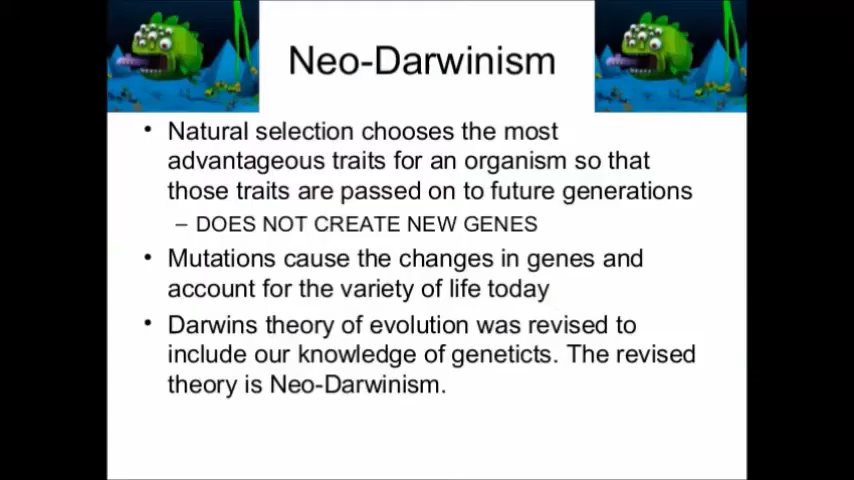 Neo-Darwinism
• Natural selection chooses the most
advantageous traits for an organism so that
those traits are passed on to future generations
– DOES NOT CREATE NEW GENES
• Mutations cause the changes in genes and
account for the variety of life today
• Darwins theory of evolution was revised to
include our knowledge of geneticts. The revised
theory is Neo-Darwinism.